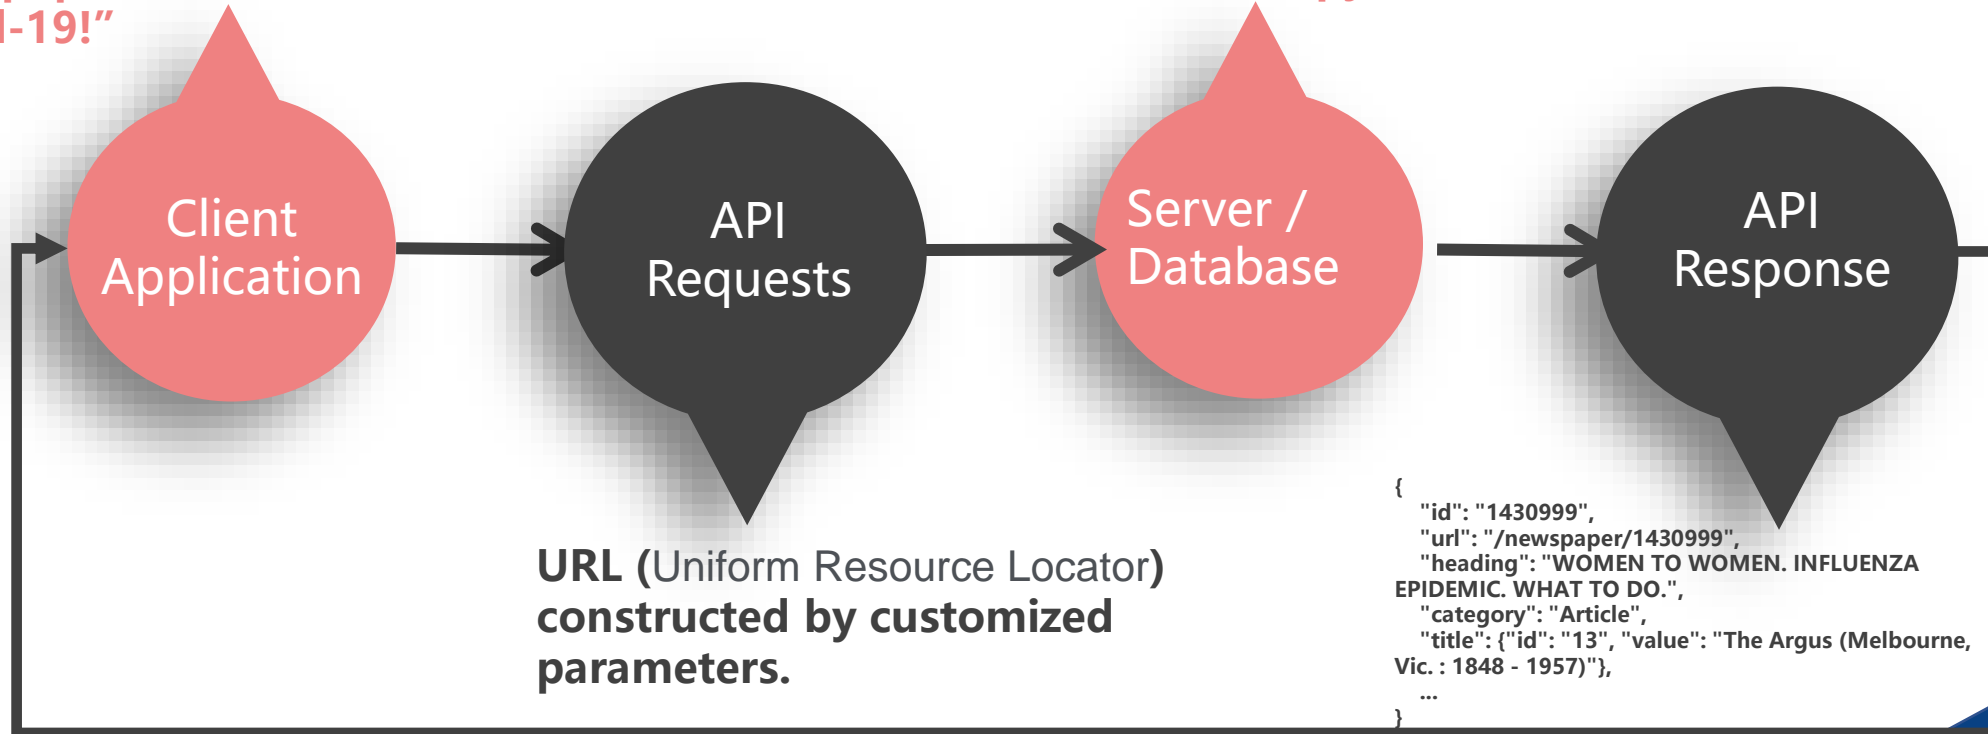 -19!”
Client
Application
API
Requests
Server /
Database
API
Response
URL (Uniform Resource Locator)
constructed by customized
parameters.
{
"id": "1430999",
"url": "/newspaper/1430999",
"heading": "WOMEN TO WOMEN. INFLUENZA
EPIDEMIC. WHAT TO DO.",
"category": "Article",
"title": {"id": "13", "value": "The Argus (Melbourne,
Vic. : 1848 - 1957)"},
...
}